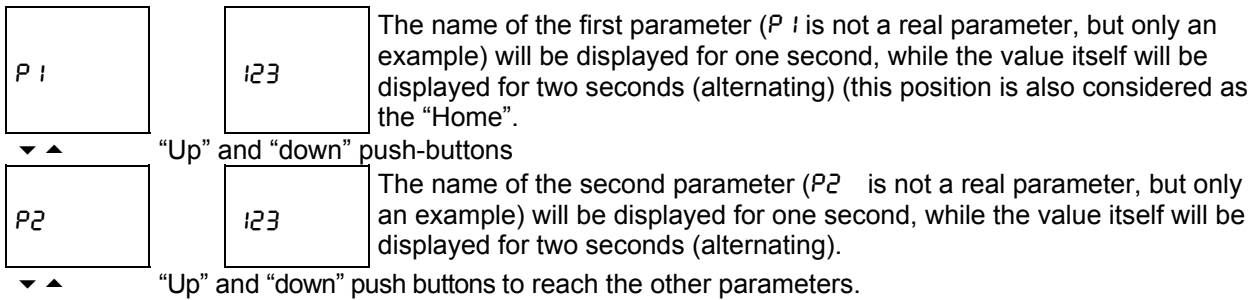 P1 123 The name of the first parameter (P1 is not a real parameter, but only an
example) will be displayed for one second, while the value itself will be
displayed for two seconds (alternating) (this position is also considered as
the “Home”.
“Up” and “down” push-buttons
P2 123 The name of the second parameter (P2 is not a real parameter, but only
an example) will be displayed for one second, while the value itself will be
displayed for two seconds (alternating).
“Up” and “down” push buttons to reach the other parameters.